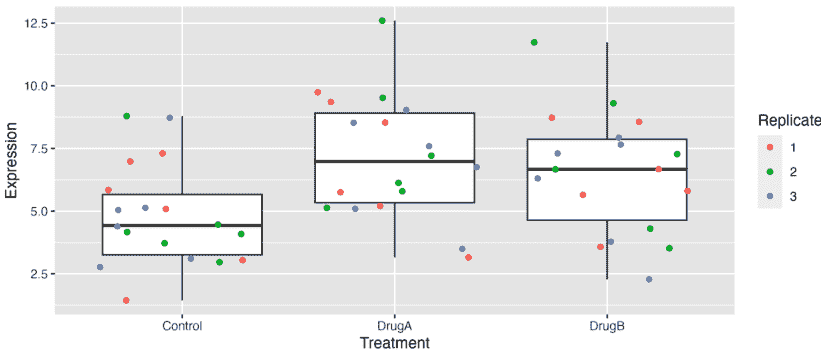 Expression
12.5
10.0
7.5
5.0
2.5
Control
DrugA
DrugB
Treatment
Replicate
1
2
3